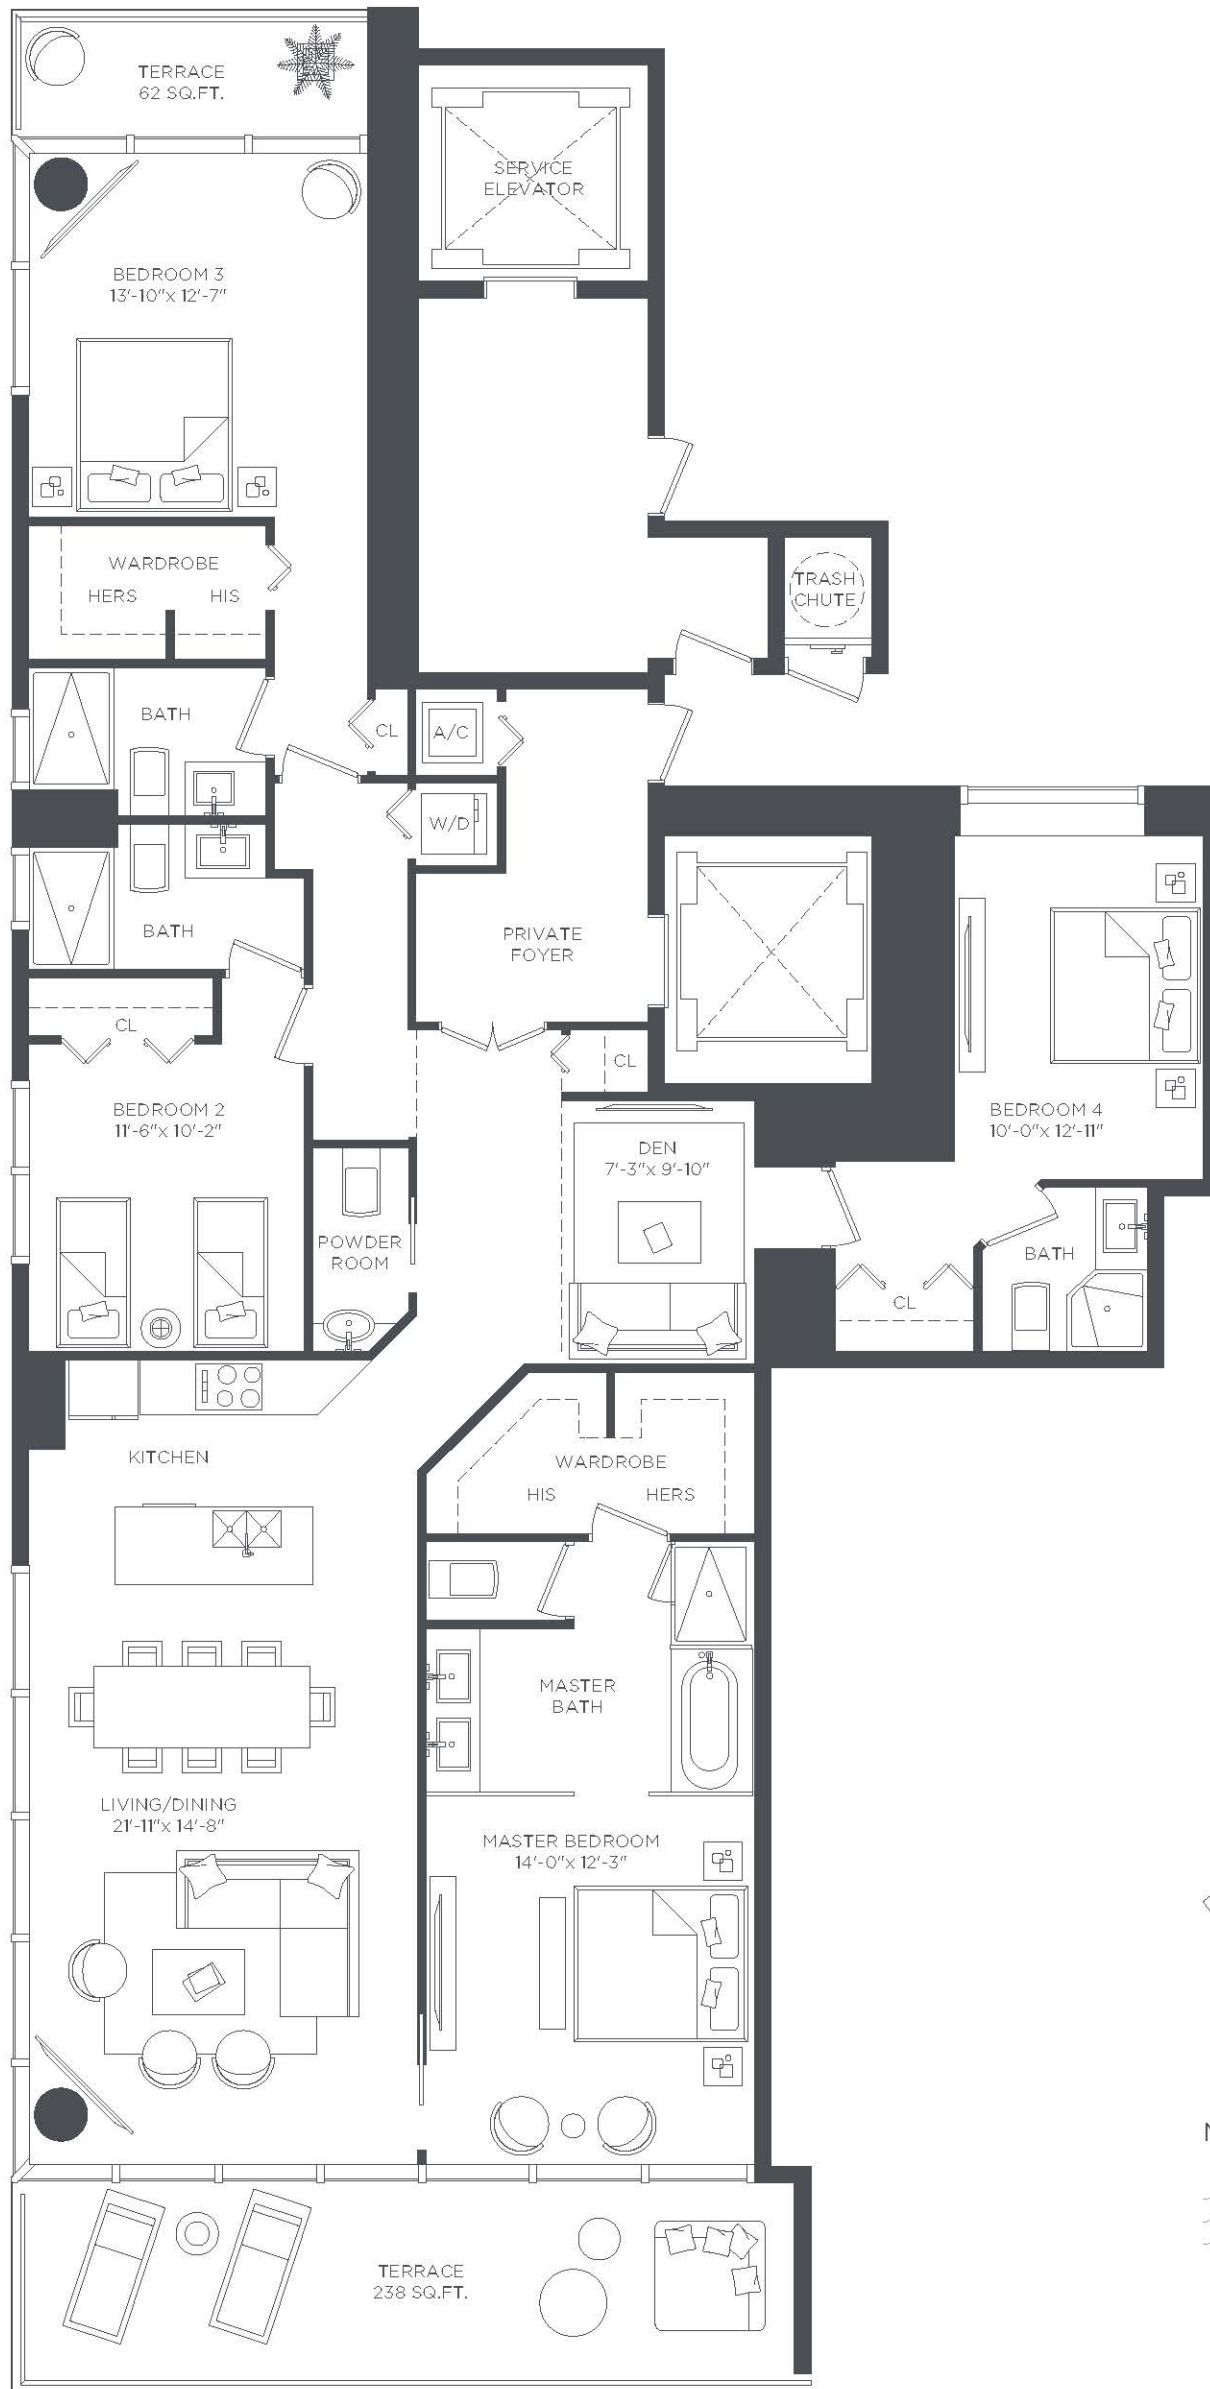 TERRACE
62 SQ.FT.
SERVICE
ELEVATOR
BEDROOM 3
13'-10"x 12'-7"
WARDROBE
HERS
HIS
TRASH
CHUTE
BATH
CL
A/C
W/D
BATH
PRIVATE
FOYER
CL
CL
BEDROOM 2
11'-6"x 10'-2"
BEDROOM 4
10'-0"x 12'-11"
DEN
7'-3"x 9'-10"
POWDER
ROOM
BATH
CL
KITCHEN
WARDROBE
HIS
HERS
MASTER
BATH
LIVING/DINING
21'-11"x 14'-8"
MASTER BEDROOM
14'-0"x 12'-3"
TERRACE
238 SQ.FT.